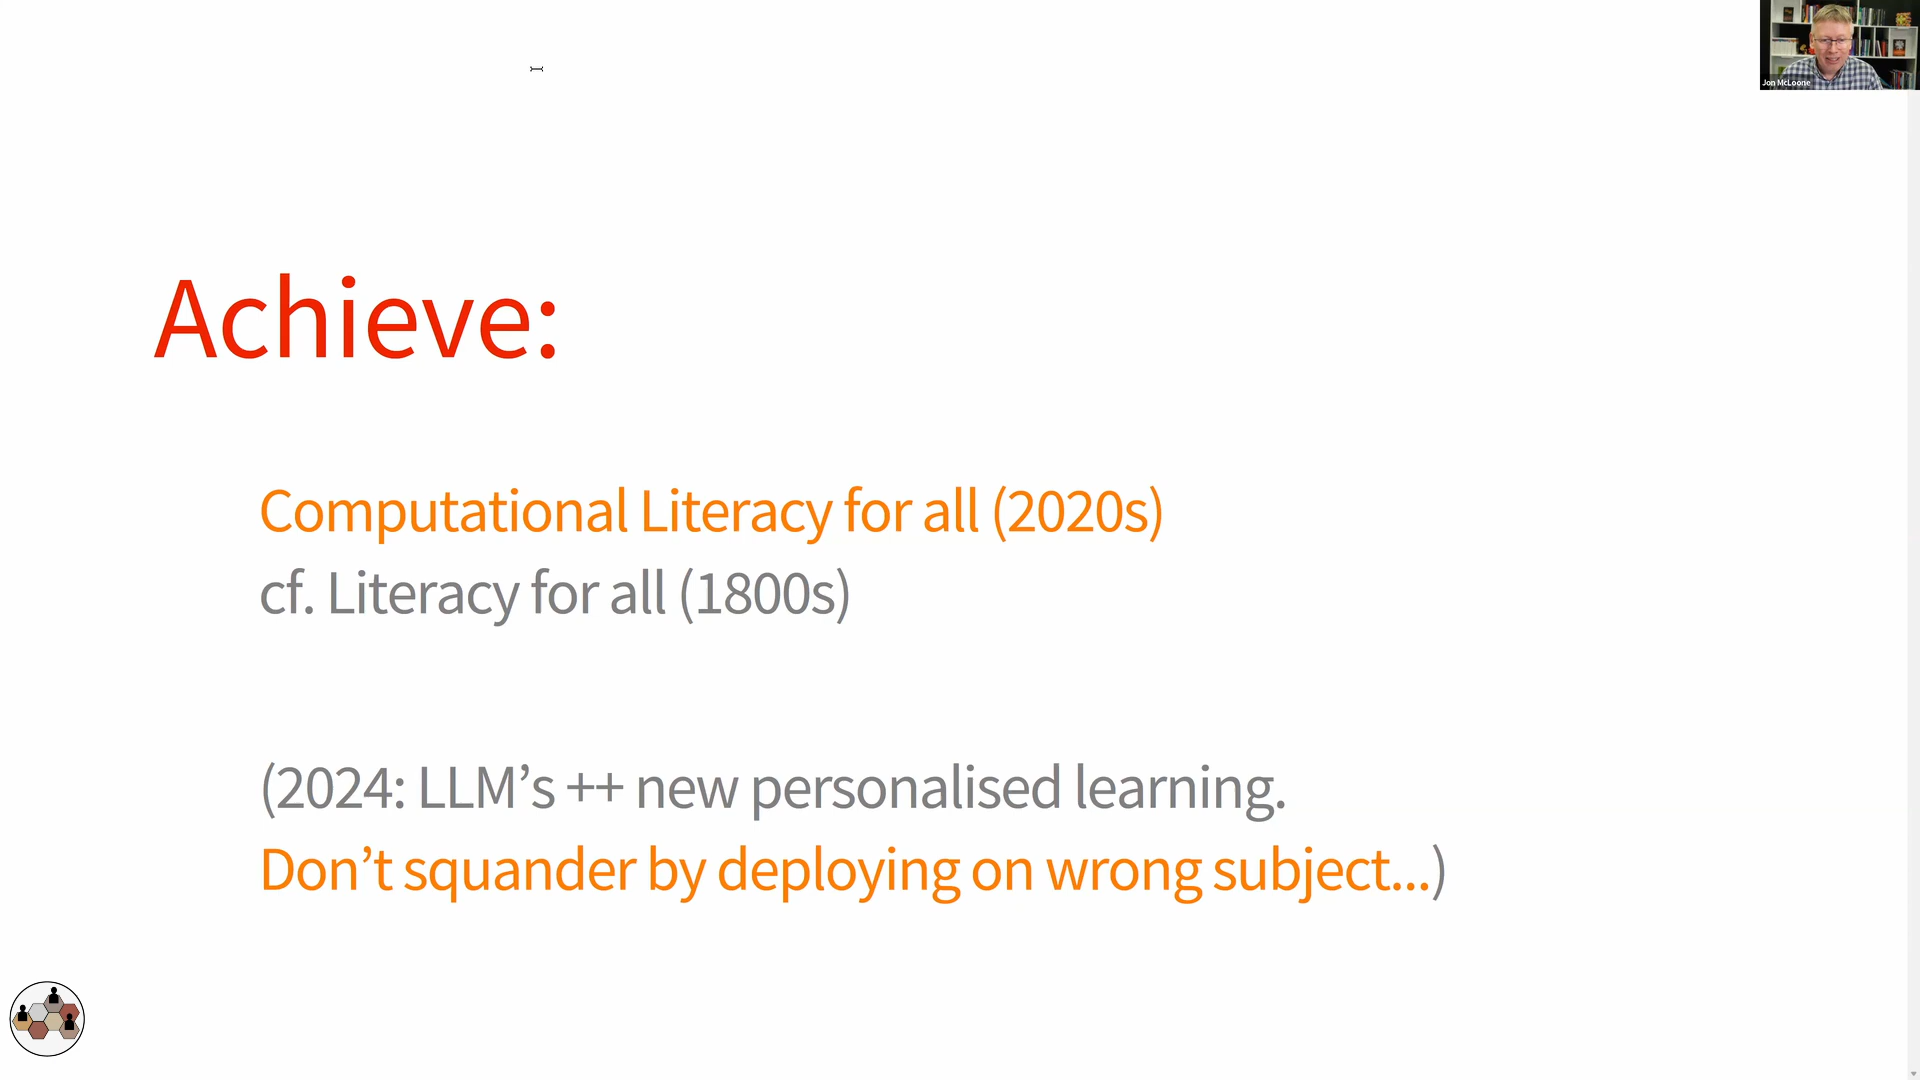 Jon McLoone
Achieve:
Computational Literacy for all (2020s)
cf. Literacy for all (1800s)
(2024: LLM’s ++ new personalised learning.
Don’t squander by deploying on wrong subject...)